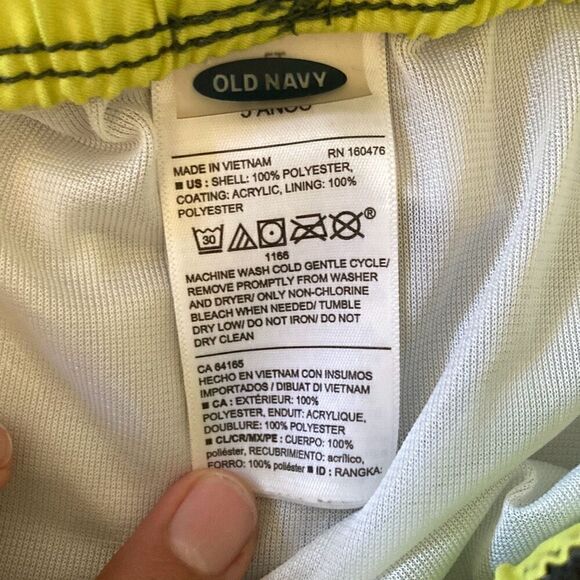 5T
OLD NAVY
5 AÑOS
MADE IN VIETNAM RN 160476
■ US : SHELL: 100% POLYESTER,
COATING: ACRYLIC, LINING: 100%
POLYESTER
30 ®
1166
MACHINE WASH COLD GENTLE CYCLE/
REMOVE PROMPTLY FROM WASHER
AND DRYER/ ONLY NON-CHLORINE
BLEACH WHEN NEEDED/ TUMBLE
DRY LOW/ DO NOT IRON/ DO NOT
DRY CLEAN
CA 64165
HECHO EN VIETNAM CON INSUMOS
IMPORTADOS / DIBUAT DI VIETNAM
■ CA : EXTÉRIEUR: 100%
POLYESTER, ENDUIT: ACRYLIQUE,
DOUBLURE: 100% POLYESTER
■ CL/CR/MX/PE : CUERPO: 100%
poliéster, RECUBRIMIENTO: acrílico,
FORRO: 100% poliéster ■ ID : RANGKA: